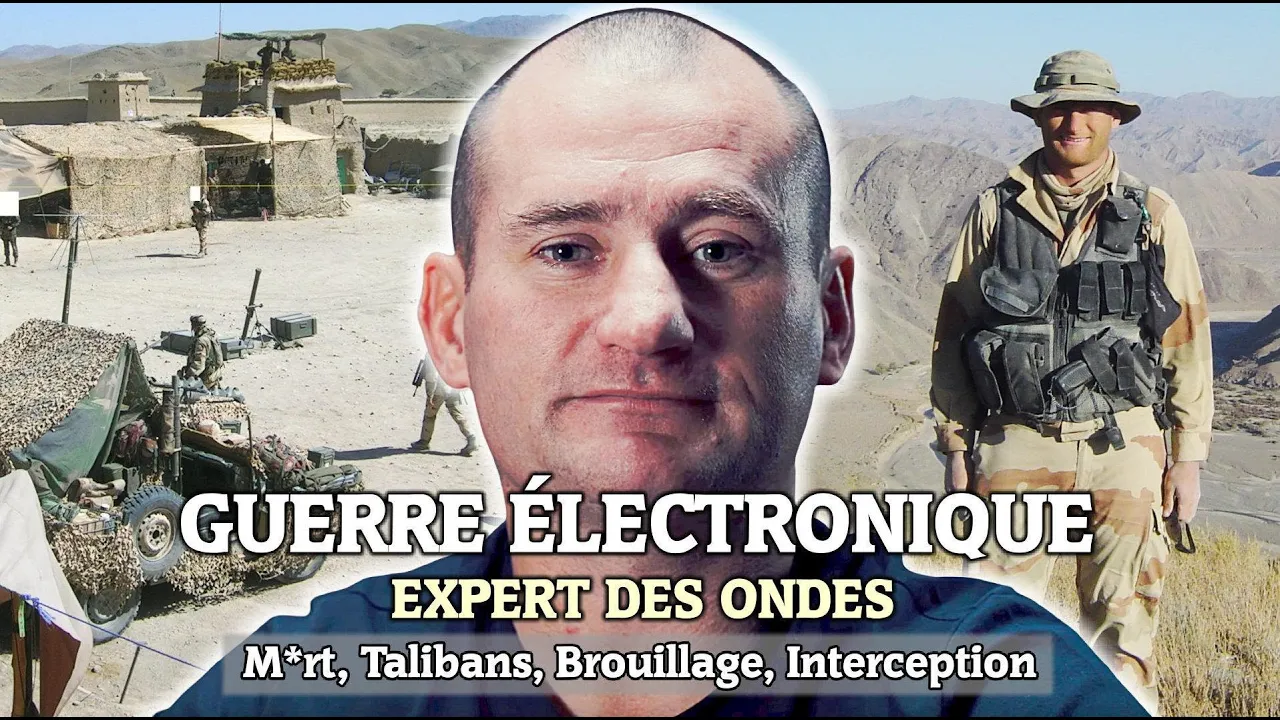 GUERRE ÉLECTRONIQUE
EXPERT DES ONDES
M*rt, Talibans, Brouillage, Interception